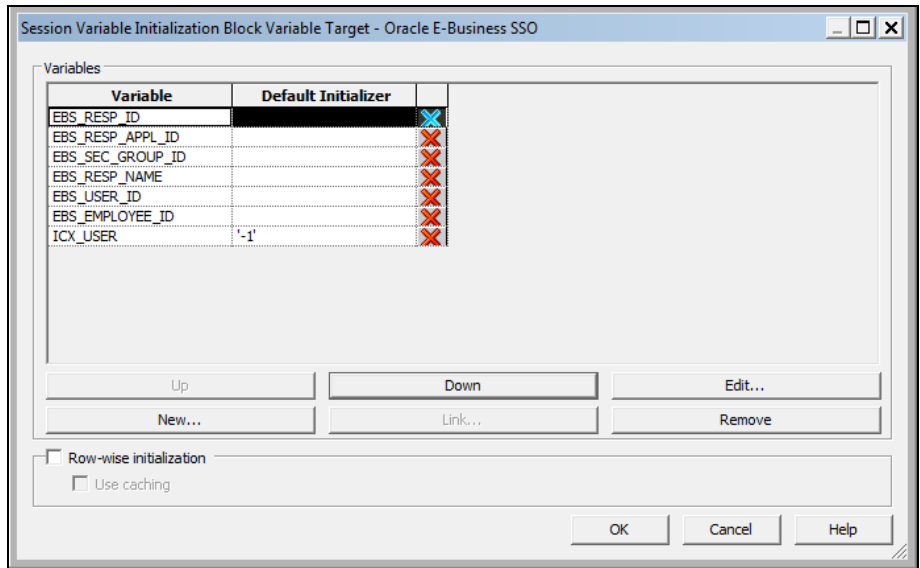 Session Variable Initialization Block Variable Target - Oracle E-Business SSO
Variables
Variable Default Initializer
EBS_RESP_ID
EBS_RESP_APPL_ID
EBS_SEC_GROUP_ID
EBS_RESP_NAME
EBS_USER_ID
EBS_EMPLOYEE_ID
ICX_USER '-1'
Up Down Edit...
New... Link... Remove
Row-wise initialization
Use caching
OK Cancel Help